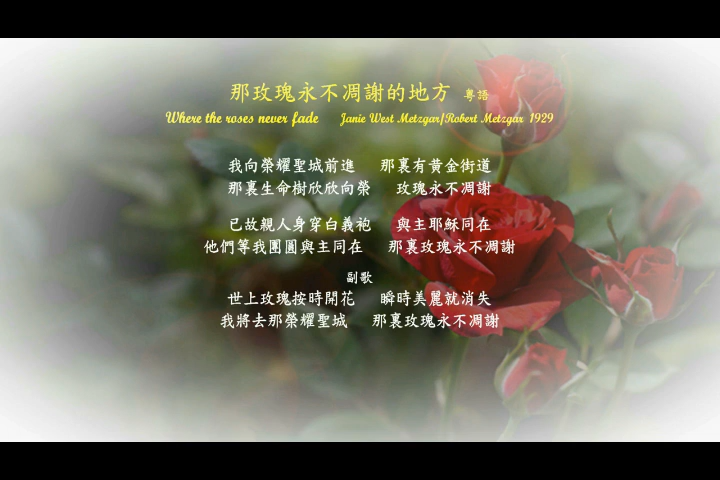 那玫瑰永不凋謝的地方 粵語
Where the roses never fade Janie West Metzgar/Robert Metzgar 1929
我向榮耀聖城前進 那裏有黄金街道
那裏生命樹欣欣向榮 玫瑰永不凋謝
己故親人身穿白義袍 與主耶穌同在
他們等我團圓與主同在 那裏玫瑰永不凋謝
副歌
世上玫瑰按時開花 瞬時美麗就消失
我將去那榮耀聖城 那裏玫瑰永不凋謝